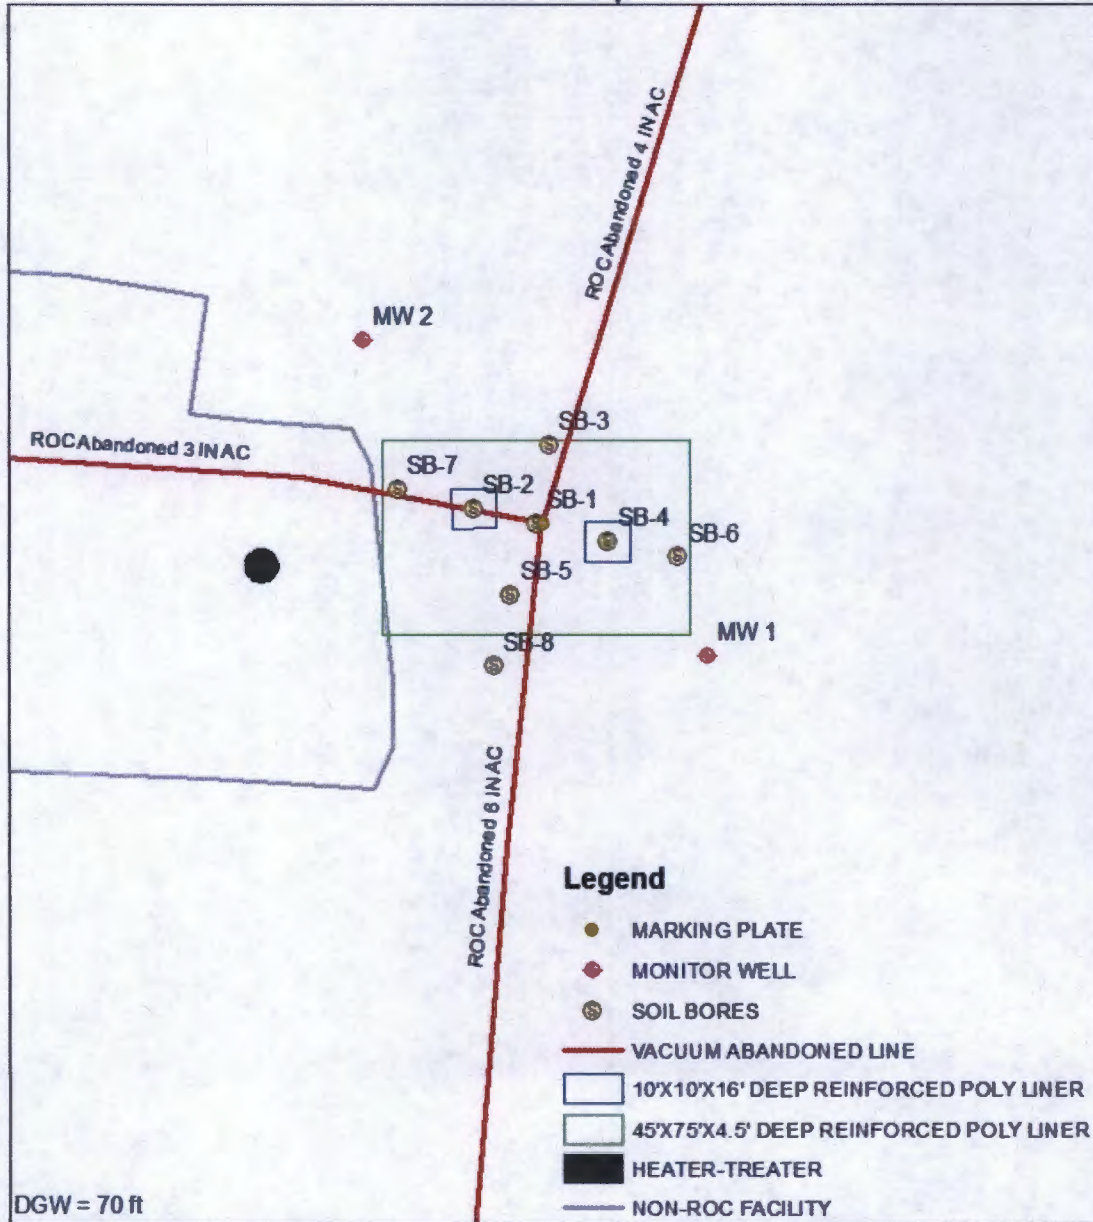 ROC Abandoned 4 IN AC
MW 2
SB-3
ROC Abandoned 3 IN AC
SB-7
SB-2
SB-1
SB-4
SB-6
SB-5
MW 1
SB-8
ROC Abandoned 6 IN AC
Legend
MARKING PLATE
MONITOR WELL
SOIL BORES
VACUUM ABANDONED LINE
10'X10'X16' DEEP REINFORCED POLY LINER
45'X75'X4.5' DEEP REINFORCED POLY LINER
HEATER-TREATER
NON-ROC FACILITY
DGW = 70 ft